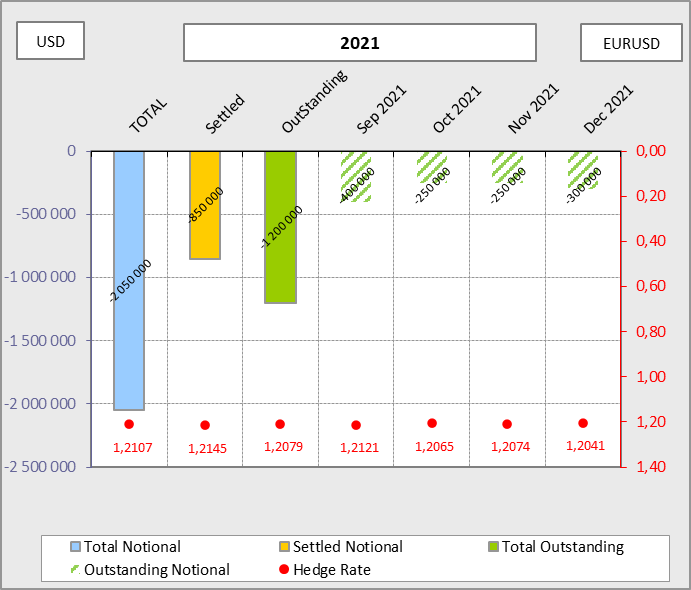 USD
2021
EURUSD
TOTAL
Settled
OutStanding
Sep 2021
Oct 2021
Nov 2021
Dec 2021
0
-500 000
-1 000 000
-1 500 000
-2 000 000
-2 500 000
-2 050 000
-850 000
-1 200 000
-400 000
-250 000
-250 000
-300 000
0,00
0,20
0,40
0,60
0,80
1,00
1,20
1,40
1,2107
1,2145
1,2079
1,2121
1,2065
1,2074
1,2041
Total Notional
Settled Notional
Total Outstanding
Outstanding Notional
Hedge Rate